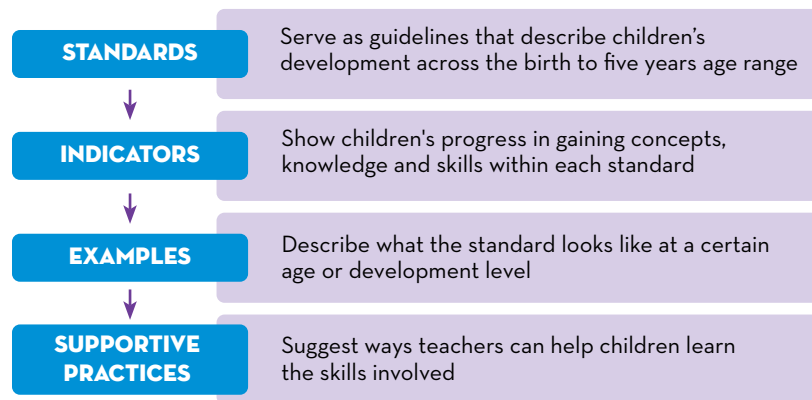 STANDARDS
Serve as guidelines that describe children’s
development across the birth to five years age range
INDICATORS
Show children's progress in gaining concepts,
knowledge and skills within each standard
EXAMPLES
Describe what the standard looks like at a certain
age or development level
SUPPORTIVE
PRACTICES
Suggest ways teachers can help children learn
the skills involved